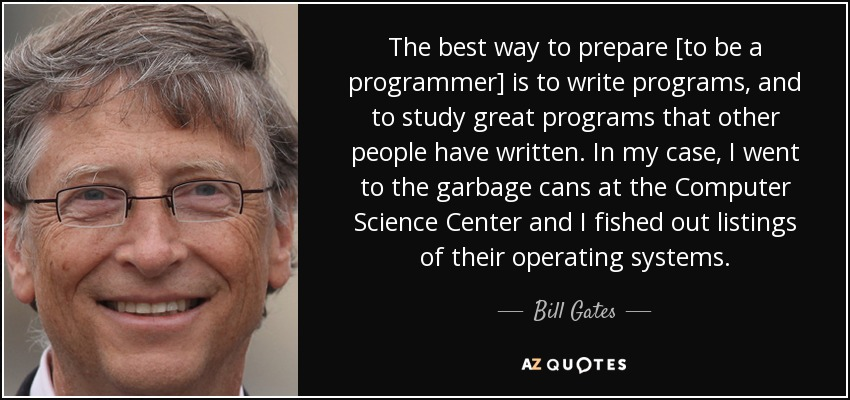 The best way to prepare [to be a
programmer] is to write programs, and
to study great programs that other
people have written. In my case, I went
to the garbage cans at the Computer
Science Center and I fished out listings
of their operating systems.
— Bill Gates —
AZ QUOTES